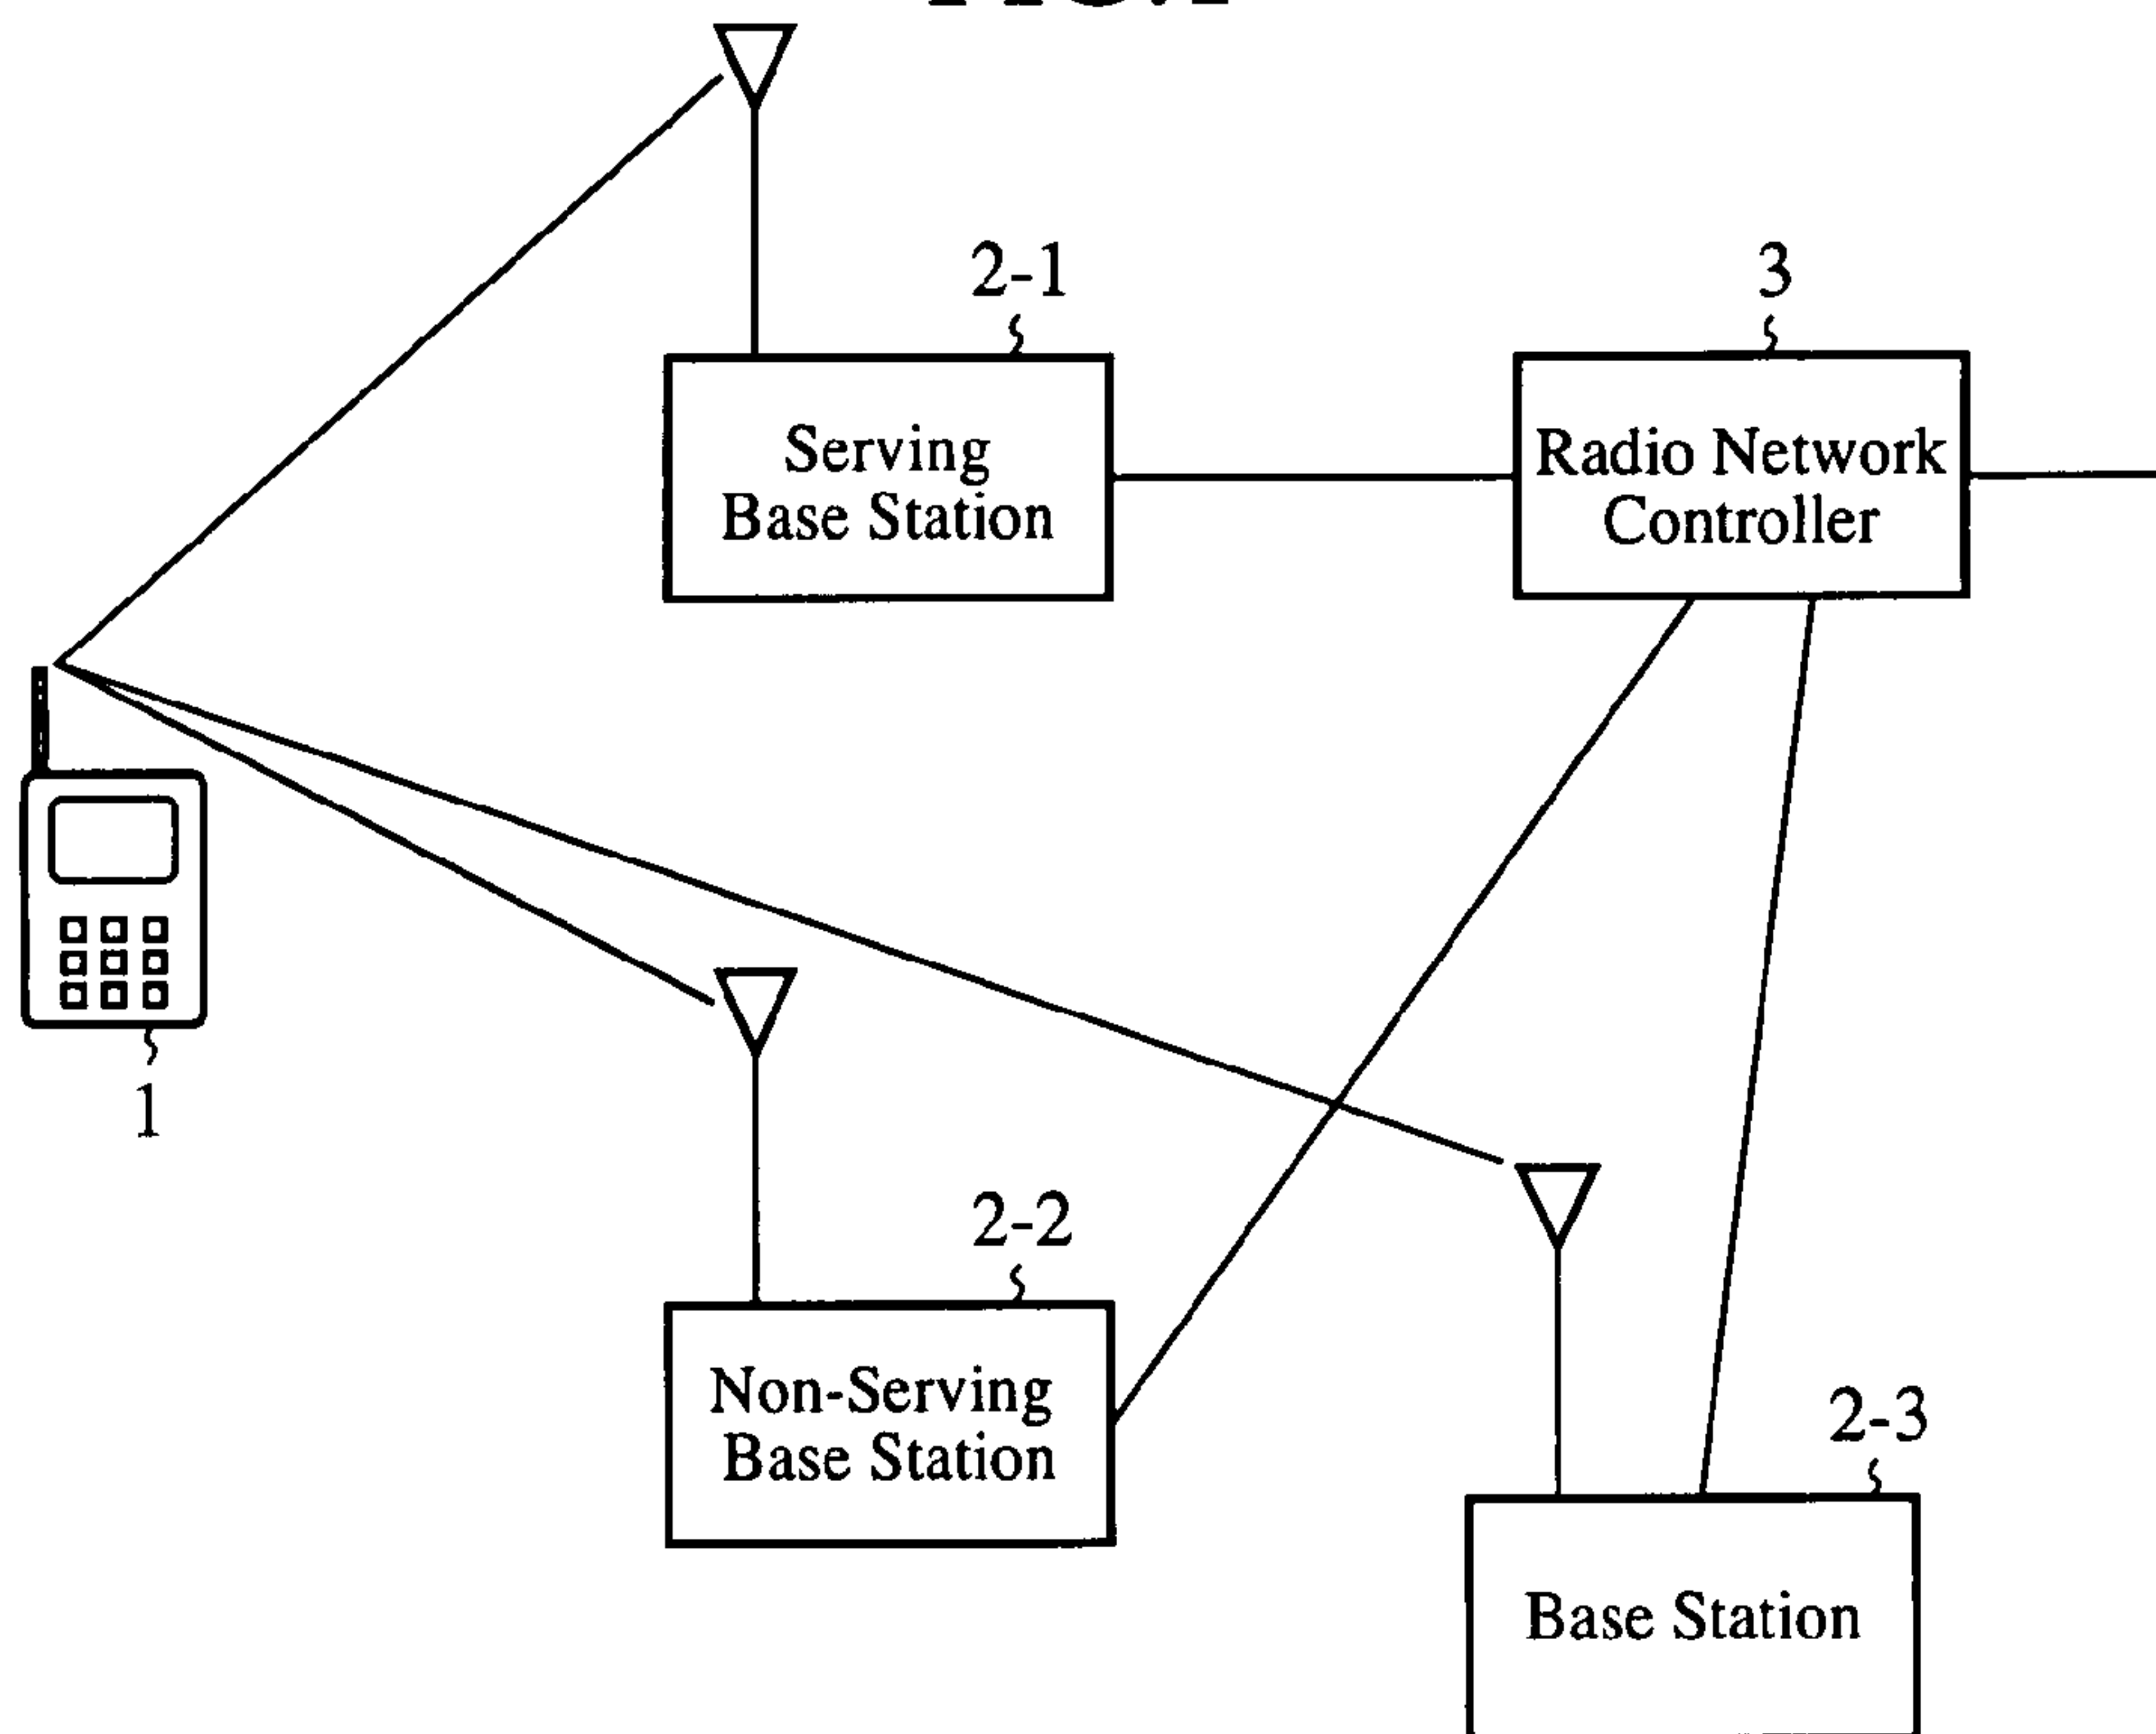 2-1
3
Serving
Base Station
Radio Network
Controller
1
2-2
Non-Serving
Base Station
2-3
Base Station